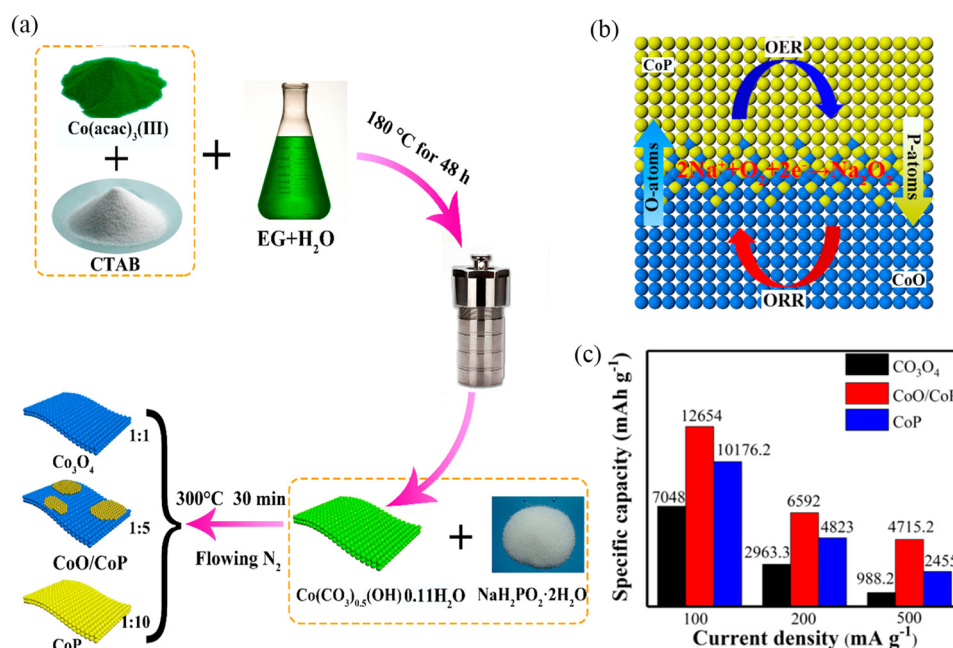 (a)
Co(acac)₃(III)
+
CTAB
+
EG+H₂O
180 °C for 48 h
Co₃O₄
1:1
CoO/CoP
1:5
CoP
1:10
300°C 30 min
Flowing N₂
Co(CO₃)₀.₅(OH) 0.11H₂O
+
NaH₂PO₂·2H₂O
(b)
CoP
OER
O-atoms
2Na⁺+O₂+2e⁻→Na₂O₂
P-atoms
ORR
CoO
(c)
Specific capacity (mAh g⁻¹)
CO₃O₄
CoO/CoP
CoP
7048
12654
10176.2
2963.3
6592
4823
988.2
4715.2
2455
100
200
500
Current density (mA g⁻¹)